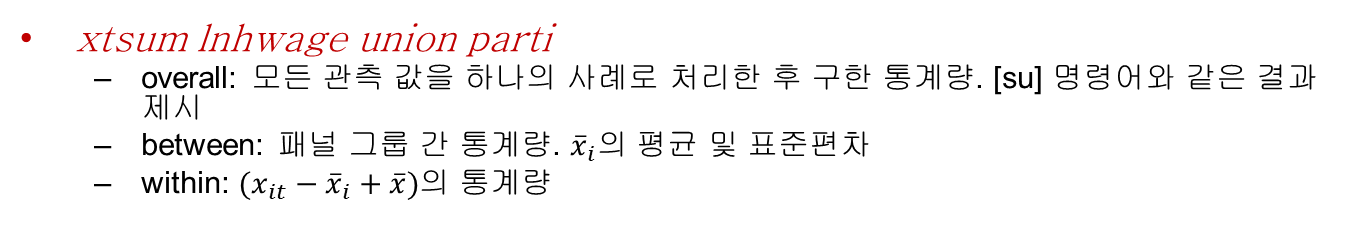 • xtsum lnhwage union parti
– overall: 모든 관측 값을 하나의 사례로 처리한 후 구한 통계량. [su] 명령어와 같은 결과
제시
– between: 패널 그룹 간 통계량. x̄ᵢ의 평균 및 표준편차
– within: (xᵢₜ − x̄ᵢ + x̄)의 통계량